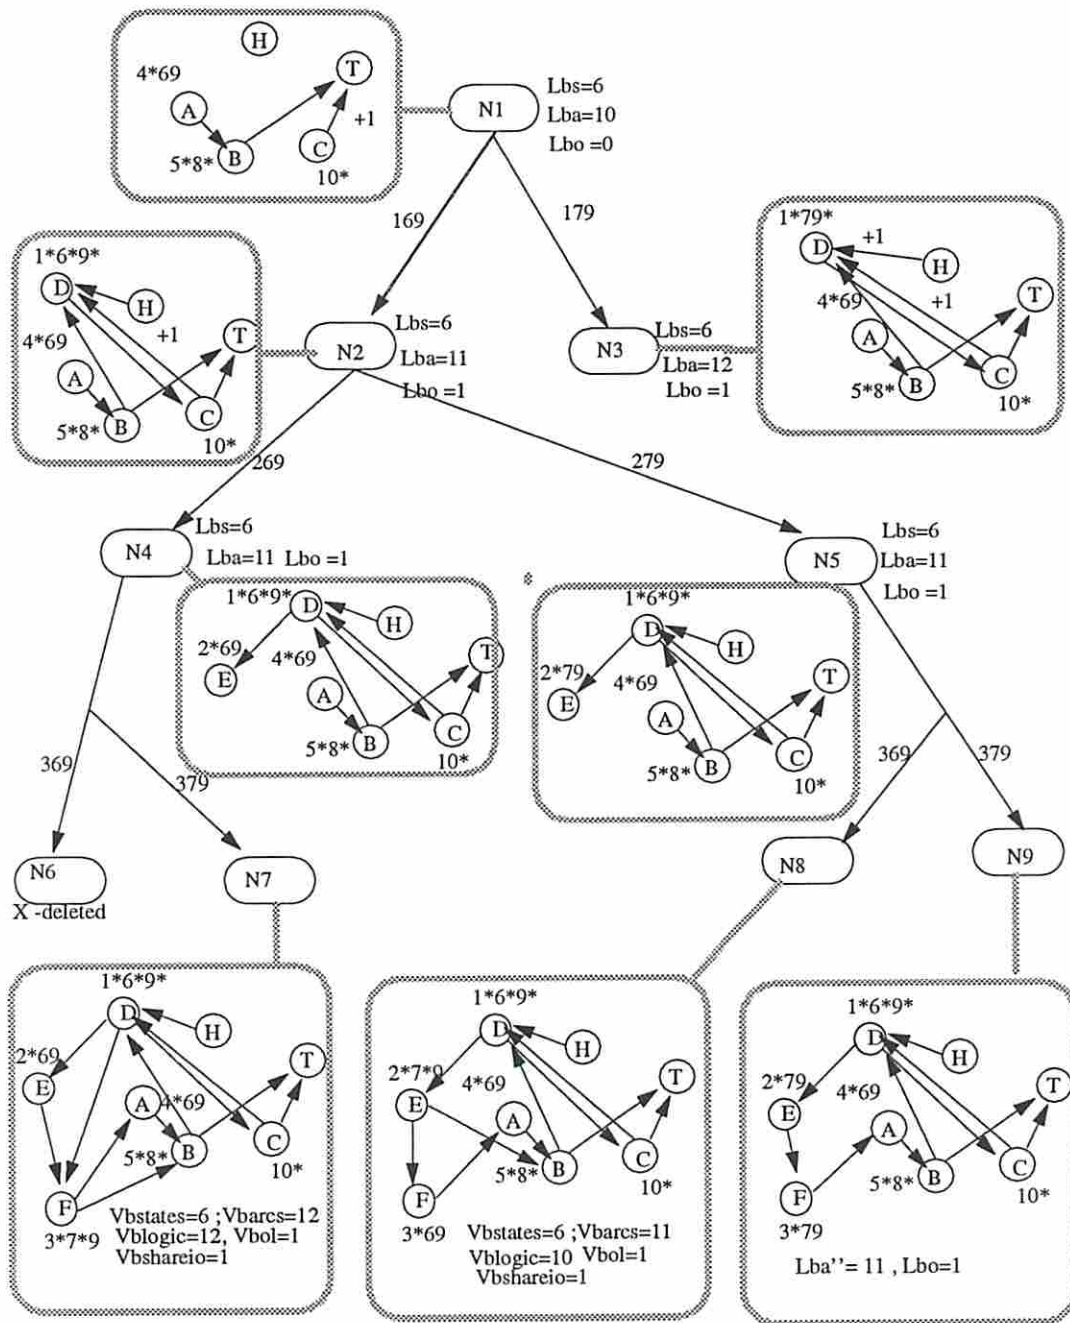 H
4*69
T
A
+1
B
C
5*8*
10*
N1
Lbs=6
Lba=10
Lbo =0
169
179
1*6*9*
D
H
4*69
+1
T
A
B
C
5*8*
10*
N2
Lbs=6
Lba=11
Lbo =1
N3
Lbs=6
Lba=12
Lbo =1
1*79*
D
+1
H
4*69
+1
T
A
B
C
5*8*
10*
269
279
N4
Lbs=6
Lba=11 Lbo =1
1*6*9*
D
H
2*69
4*69
T
E
A
B
C
5*8*
10*
N5
Lbs=6
Lba=11
Lbo =1
1*6*9*
D
H
2*79
4*69
T
E
A
B
C
5*8*
10*
369
379
369
379
N6
X -deleted
N7
N8
N9
1*6*9*
D
H
2*69
T
E
A
4*69
B
C
5*8*
10*
F
3*7*9
Vbstates=6 ;Vbarcs=12
Vblogic=12, Vbol=1
Vbshareio=1
1*6*9*
D
H
2*7*9
4*69
T
E
A
B
C
5*8*
10*
F
3*69
Vbstates=6 ;Vbarcs=11
Vblogic=10 Vbol=1
Vbshareio=1
1*6*9*
D
H
2*79
4*69
T
E
A
B
C
5*8*
10*
F
3*79
Lba’’= 11 , Lbo=1